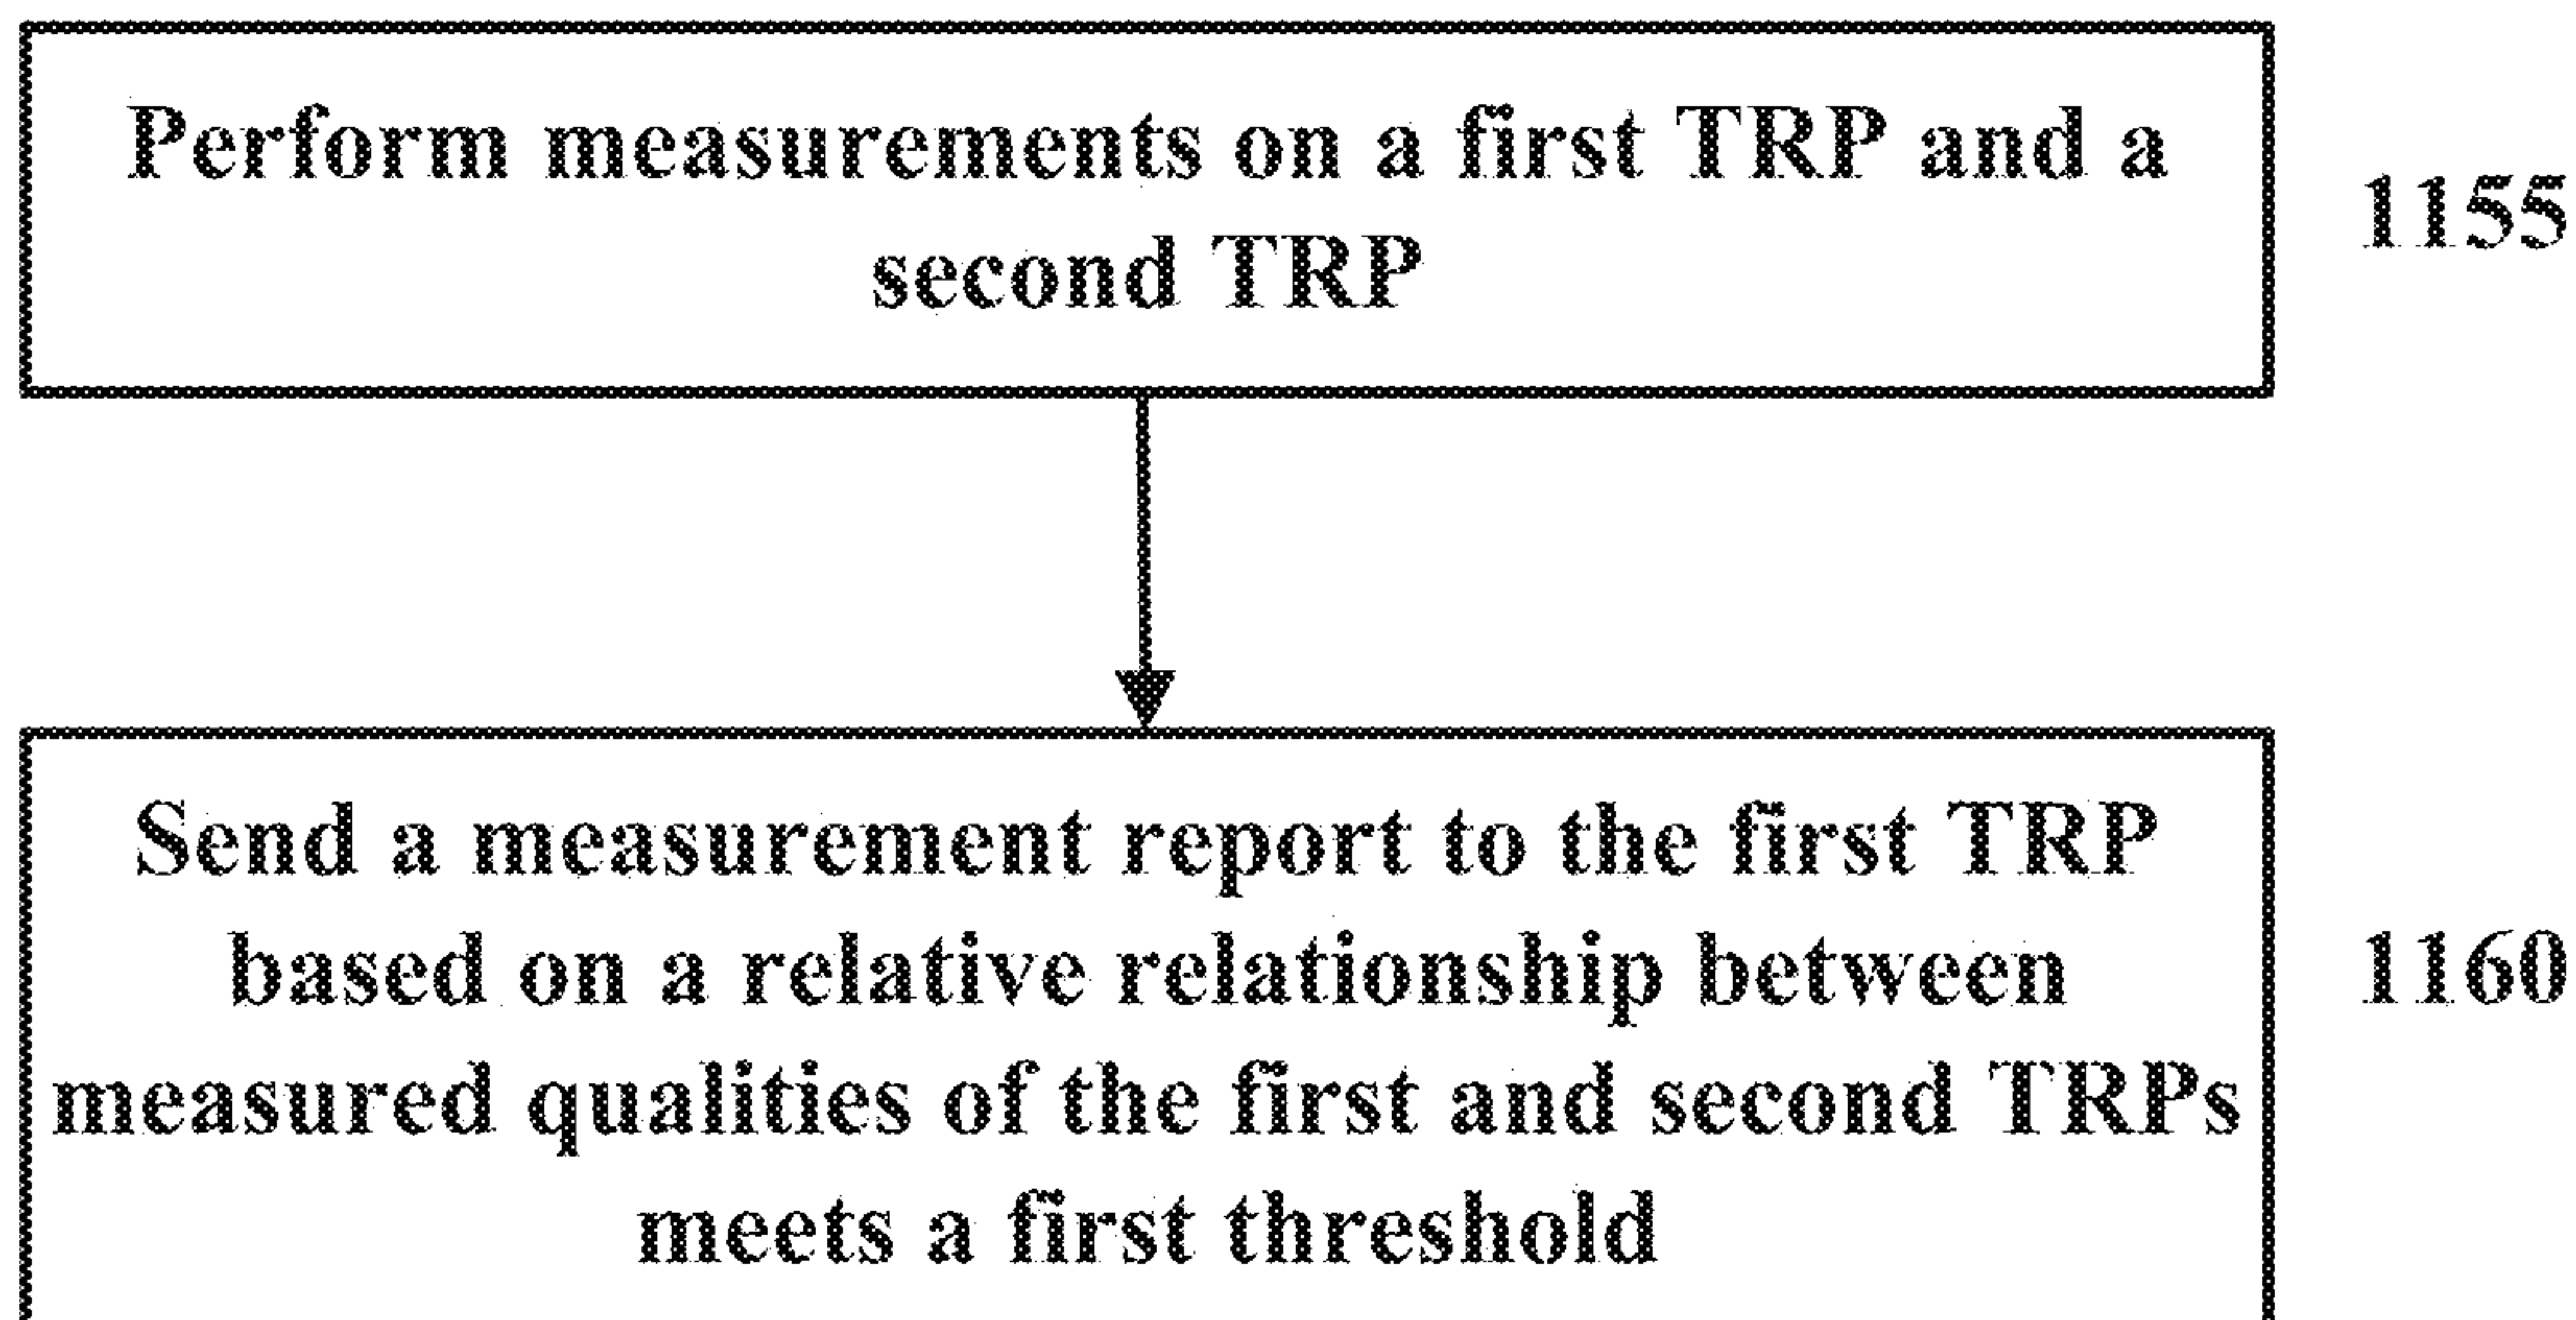 Perform measurements on a first TRP and a
second TRP
1155
Send a measurement report to the first TRP
based on a relative relationship between
measured qualities of the first and second TRPs
meets a first threshold
1160